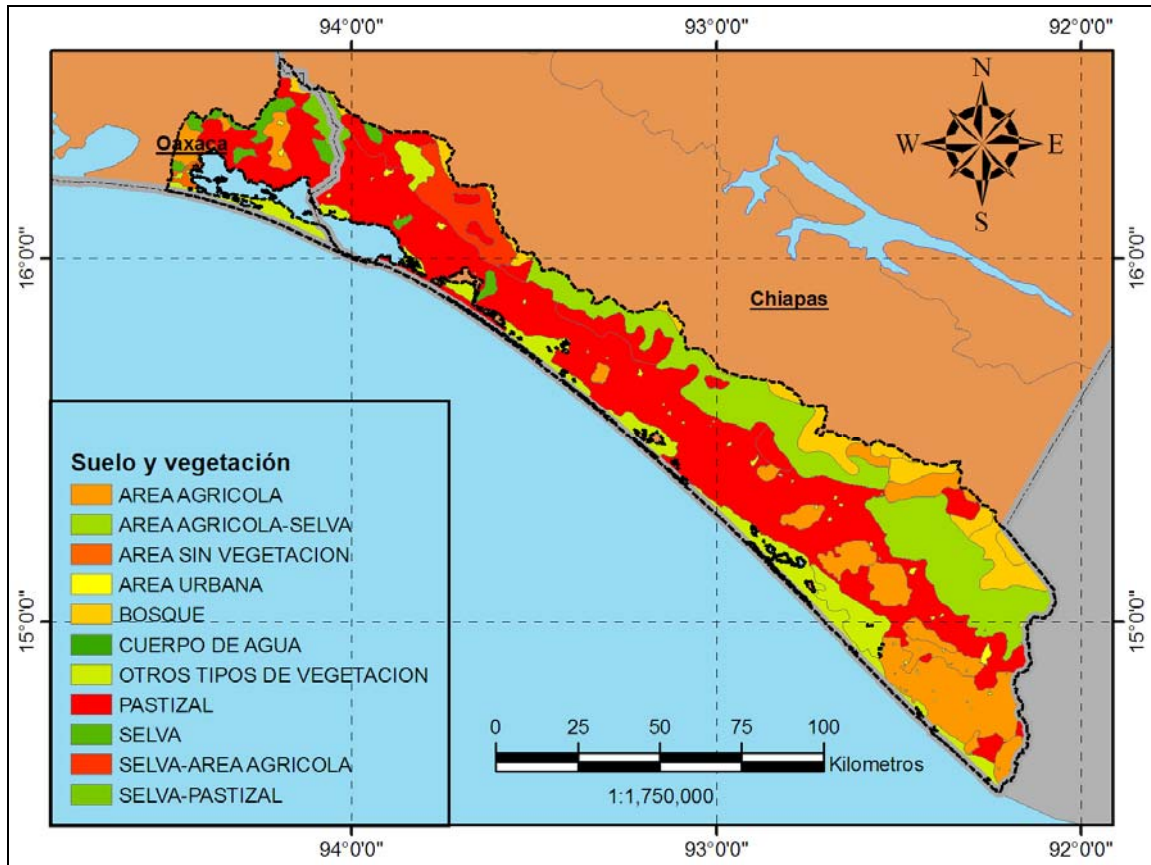 94°0'0"
93°0'0"
92°0'0"
N
W
E
S
Oaxaca
16°0'0"
16°0'0"
Chiapas
Suelo y vegetación
AREA AGRICOLA
AREA AGRICOLA-SELVA
AREA SIN VEGETACION
AREA URBANA
BOSQUE
CUERPO DE AGUA
OTROS TIPOS DE VEGETACION
PASTIZAL
SELVA
SELVA-AREA AGRICOLA
SELVA-PASTIZAL
15°0'0"
15°0'0"
0 25 50 75 100
Kilometros
1:1,750,000
94°0'0"
93°0'0"
92°0'0"